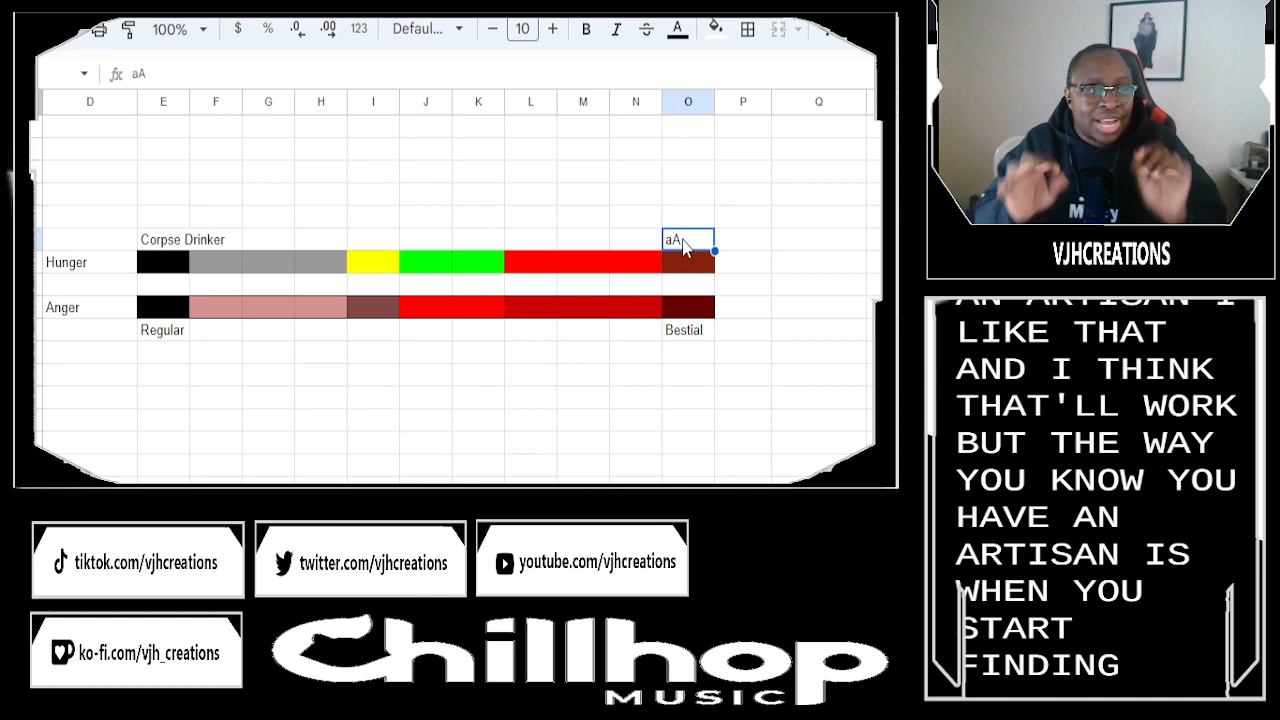 100%
$
%
.0
.00
123
Defaul...
10
B
I
A
fx
aA
D
E
F
G
H
I
J
K
L
M
N
O
P
Q
Corpse Drinker
aA
Hunger
Anger
Regular
Bestial
VJHCREATIONS
AN ARTISAN I
LIKE THAT
AND I THINK
THAT'LL WORK
BUT THE WAY
YOU KNOW YOU
HAVE AN
ARTISAN IS
WHEN YOU
START
FINDING
tiktok.com/vjhcreations
twitter.com/vjhcreations
youtube.com/vjhcreations
ko-fi.com/vjh_creations
Chillhop
MUSIC